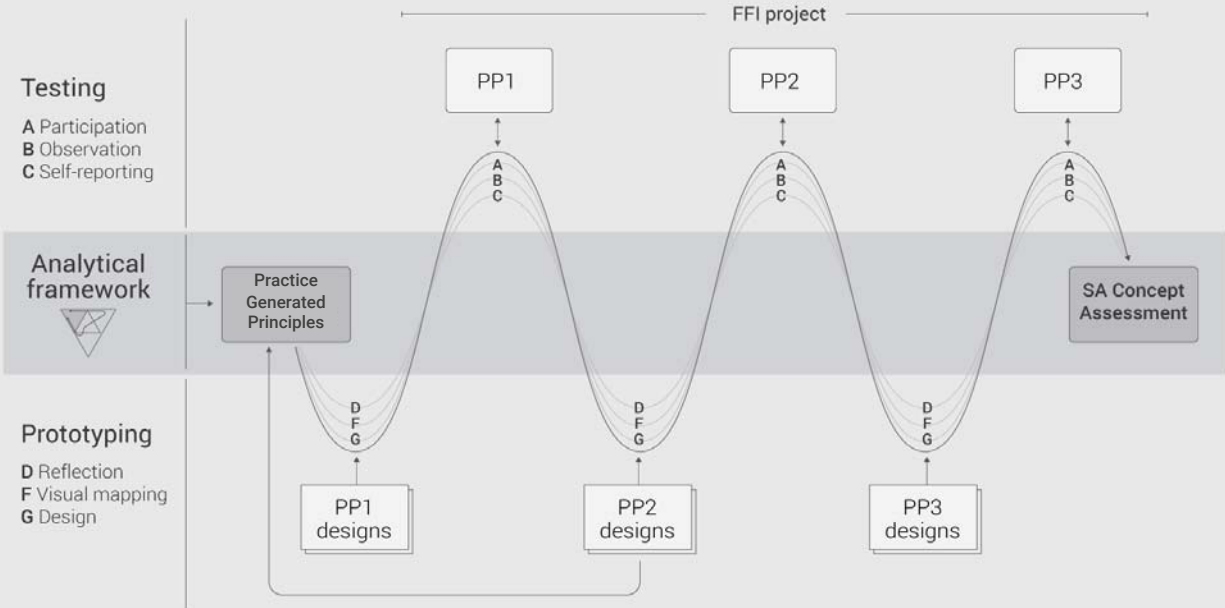 FFI project
Testing
A Participation
B Observation
C Self-reporting
PP1
PP2
PP3
A
B
C
A
B
C
A
B
C
Analytical
framework
Practice
Generated
Principles
SA Concept
Assessment
Prototyping
D Reflection
F Visual mapping
G Design
D
F
G
D
F
G
D
F
G
PP1
designs
PP2
designs
PP3
designs